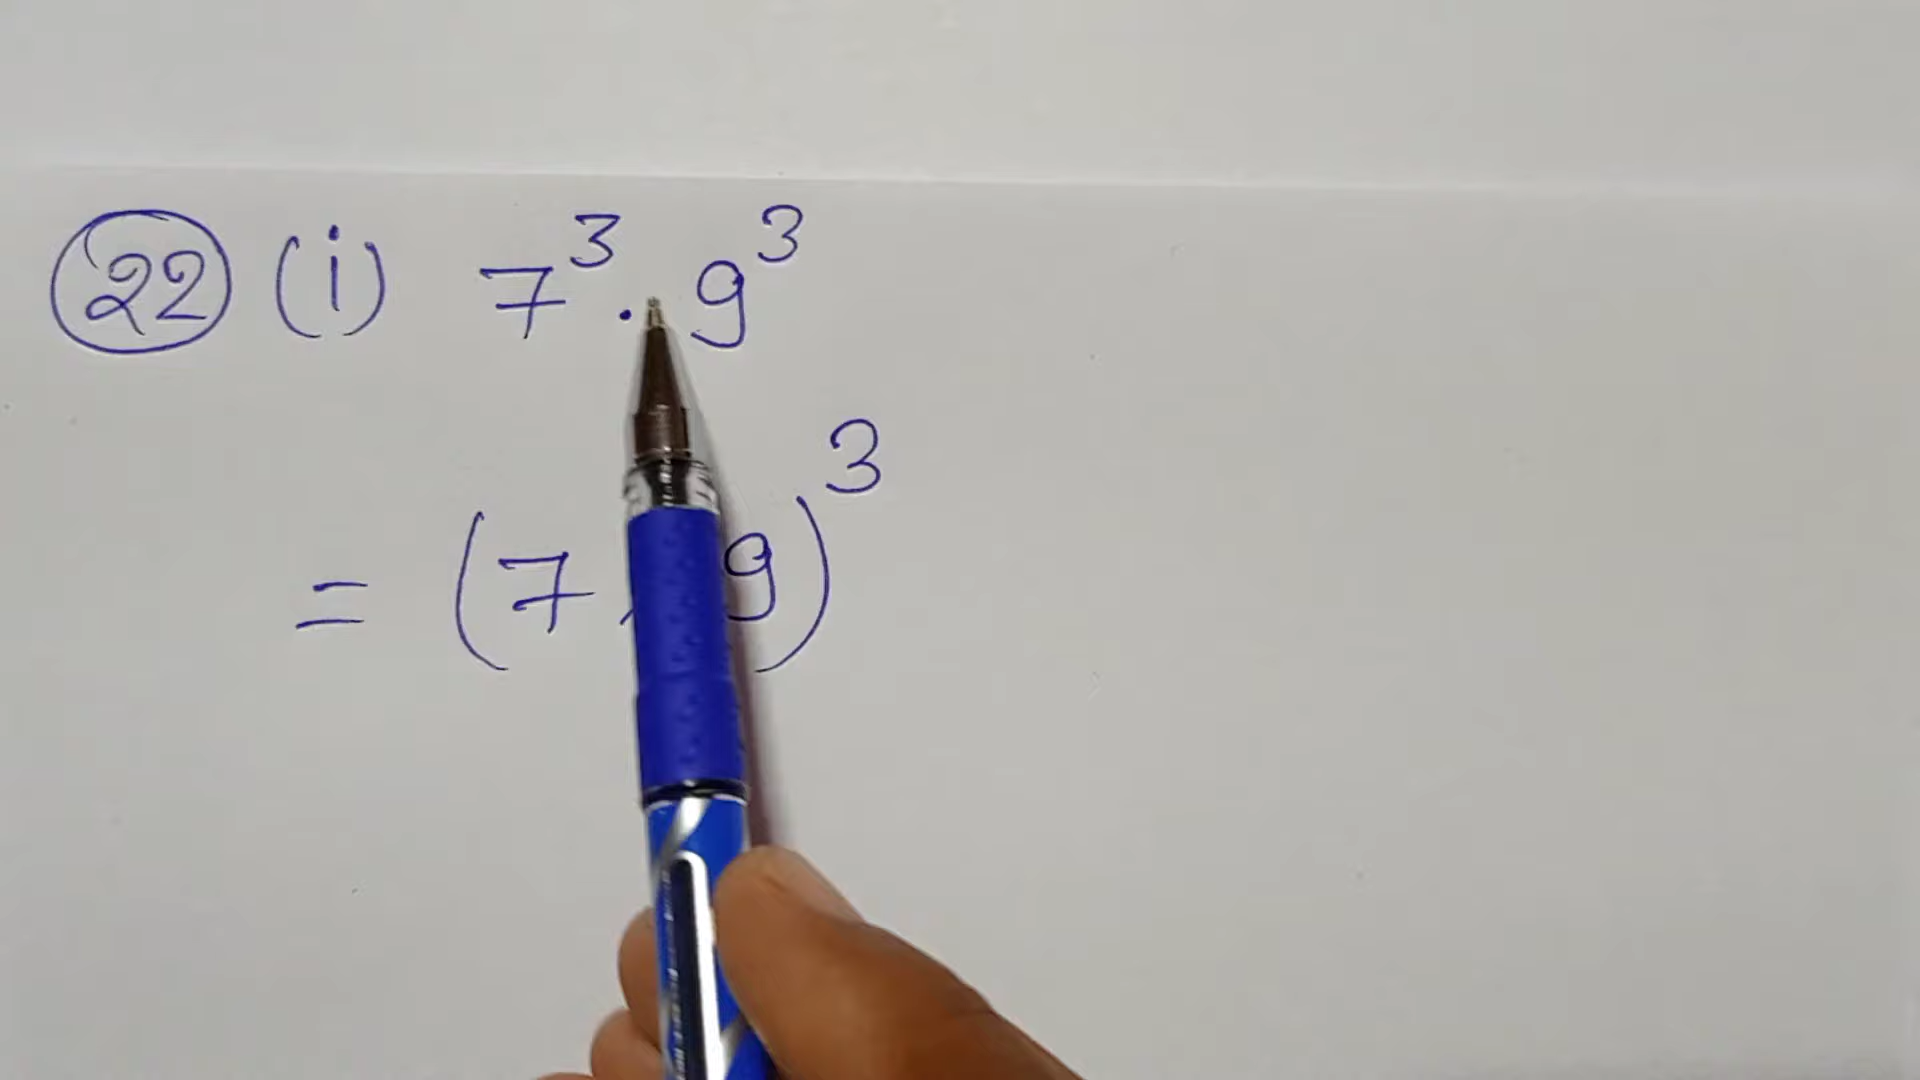 22 (i) 7³ · 9³
= (7 · 9)³